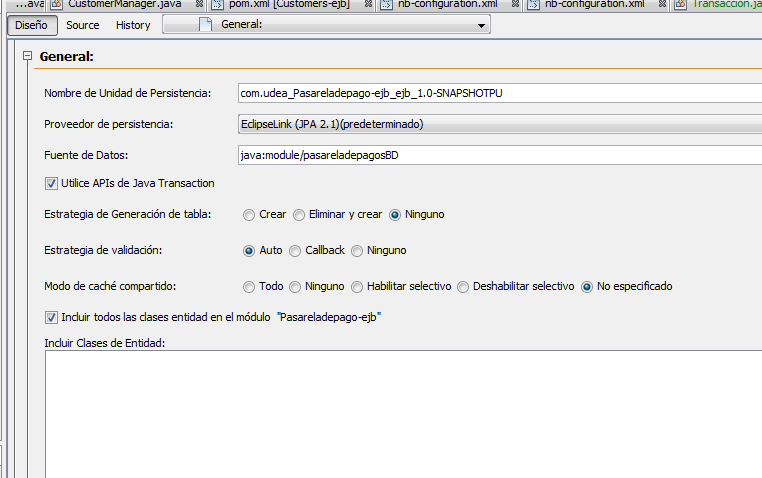 ...ava CustomerManager.java pom.xml [Customers-ejb] nb-configuration.xml nb-configuration.xml Transacción.ja
Diseño Source History General:
General:
Nombre de Unidad de Persistencia: com.udea_Pasareladepago-ejb_ejb_1.0-SNAPSHOTPU
Proveedor de persistencia: EclipseLink (JPA 2.1)(predeterminado)
Fuente de Datos: java:module/pasareladepagosBD
Utilice APIs de Java Transaction
Estrategia de Generación de tabla: Crear Eliminar y crear Ninguno
Estrategia de validación: Auto Callback Ninguno
Modo de caché compartido: Todo Ninguno Habilitar selectivo Deshabilitar selectivo No especificado
Incluir todos las clases entidad en el módulo "Pasareladepago-ejb"
Incluir Clases de Entidad: